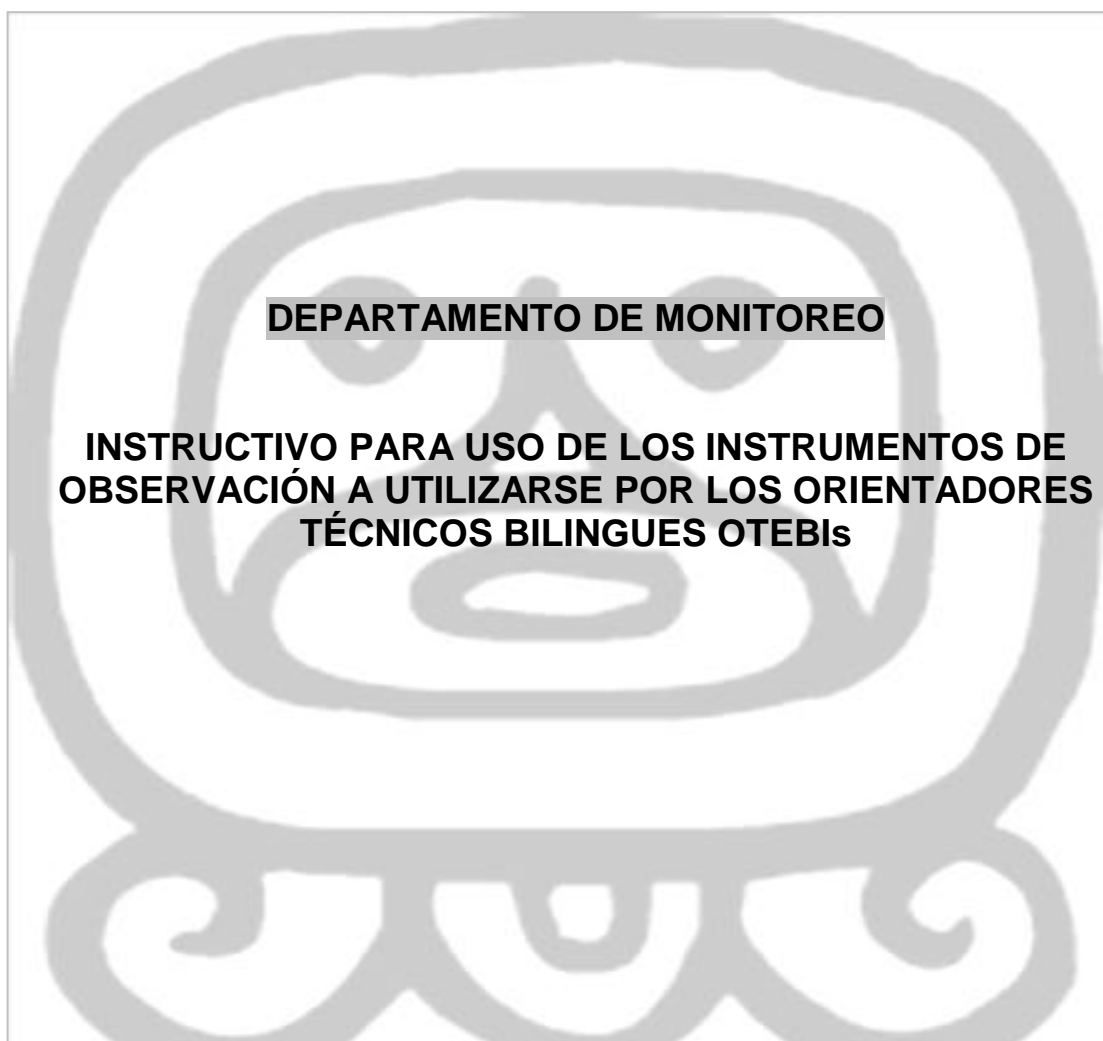 DEPARTAMENTO DE MONITOREO
INSTRUCTIVO PARA USO DE LOS INSTRUMENTOS DE
OBSERVACIÓN A UTILIZARSE POR LOS ORIENTADORES
TÉCNICOS BILINGUES OTEBIs